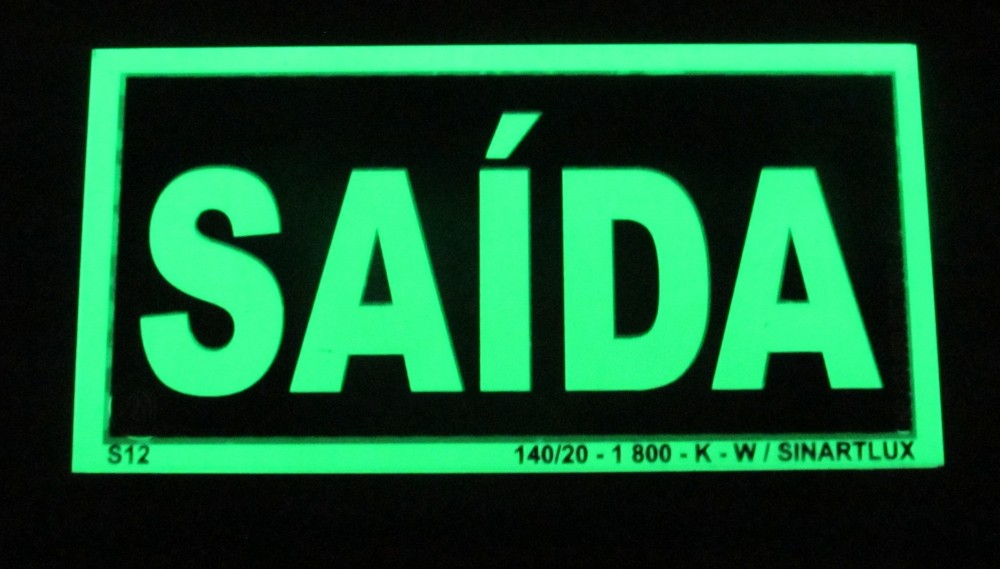 SAÍDA
S12 140/20 - 1 800 - K - W / SINARTLUX